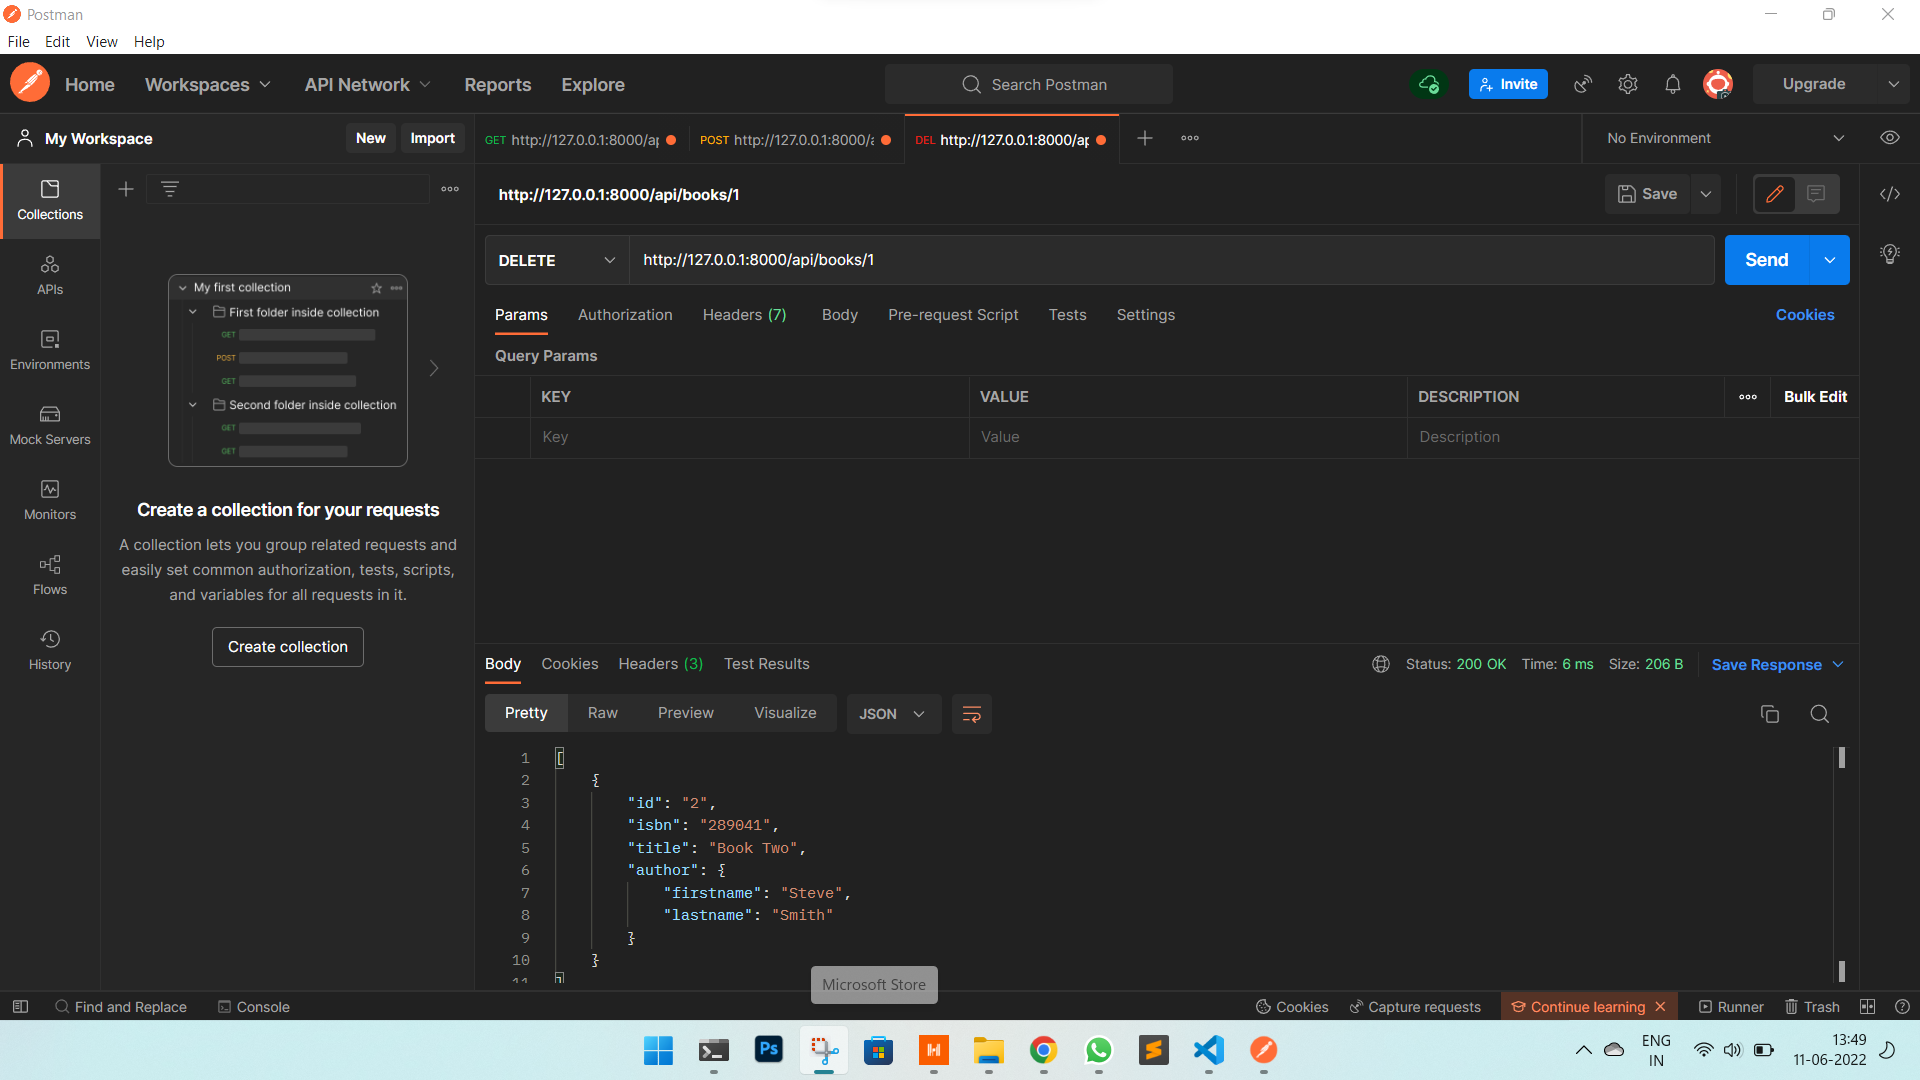 Postman
File Edit View Help
Home Workspaces API Network Reports Explore Search Postman Invite Upgrade
My Workspace New Import GET http://127.0.0.1:8000/ap POST http://127.0.0.1:8000/a DEL http://127.0.0.1:8000/ap No Environment
Collections
APIs
Environments
Mock Servers
Monitors
Flows
History
My first collection
First folder inside collection
GET
POST
GET
Second folder inside collection
GET
GET
Create a collection for your requests
A collection lets you group related requests and
easily set common authorization, tests, scripts,
and variables for all requests in it.
Create collection
http://127.0.0.1:8000/api/books/1 Save
DELETE http://127.0.0.1:8000/api/books/1 Send
Params Authorization Headers (7) Body Pre-request Script Tests Settings Cookies
Query Params
KEY VALUE DESCRIPTION Bulk Edit
Key Value Description
Body Cookies Headers (3) Test Results Status: 200 OK Time: 6 ms Size: 206 B Save Response
Pretty Raw Preview Visualize JSON
1 [
2 {
3 "id": "2",
4 "isbn": "289041",
5 "title": "Book Two",
6 "author": {
7 "firstname": "Steve",
8 "lastname": "Smith"
9 }
10 }
11 ]
Microsoft Store
Find and Replace Console Cookies Capture requests Continue learning Runner Trash
Ps
ENG
IN
13:49
11-06-2022